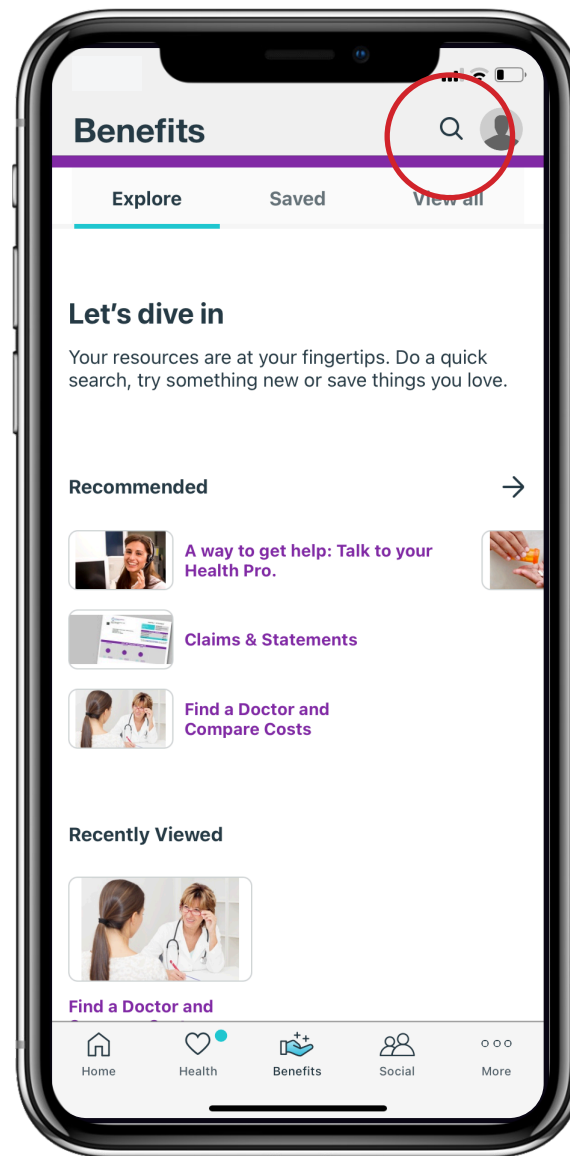 Benefits
Explore
Saved
View all
Let's dive in
Your resources are at your fingertips. Do a quick
search, try something new or save things you love.
Recommended
A way to get help: Talk to your
Health Pro.
Claims & Statements
Find a Doctor and
Compare Costs
Recently Viewed
Find a Doctor and
Home
Health
Benefits
Social
More